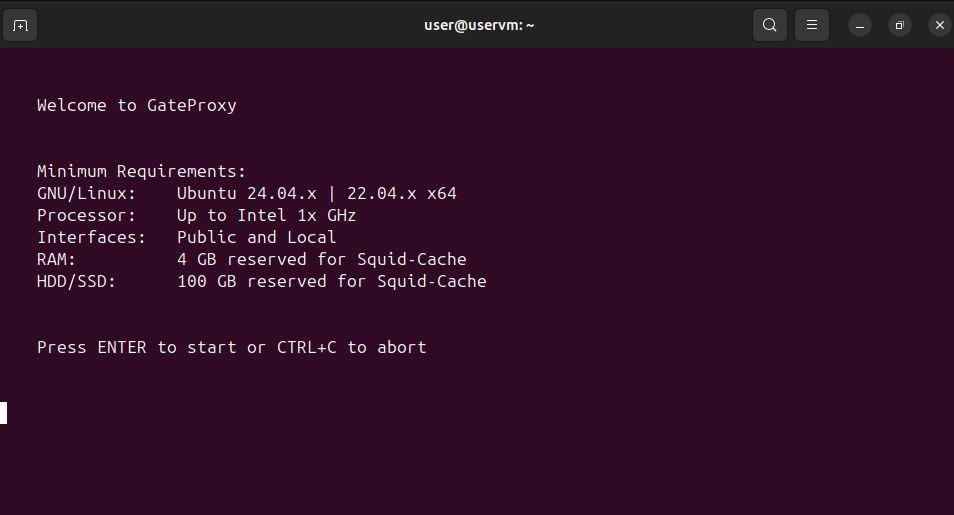 user@uservm: ~
Welcome to GateProxy
Minimum Requirements:
GNU/Linux:    Ubuntu 24.04.x | 22.04.x x64
Processor:    Up to Intel 1x GHz
Interfaces:   Public and Local
RAM:          4 GB reserved for Squid-Cache
HDD/SSD:      100 GB reserved for Squid-Cache
Press ENTER to start or CTRL+C to abort